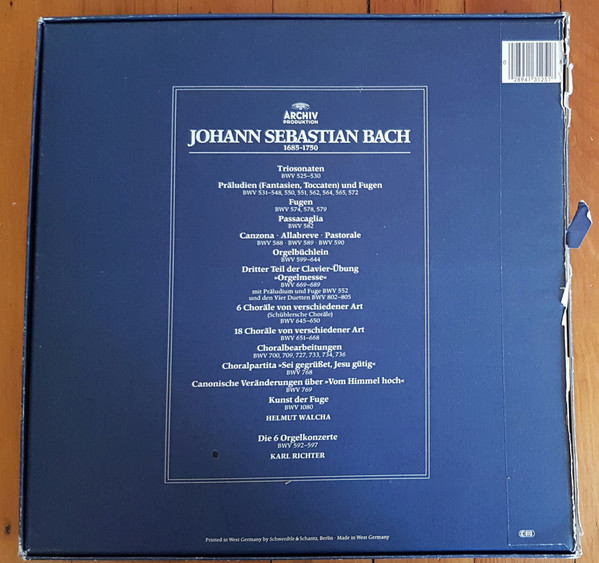 0
28941 31251
ARCHIV
PRODUKTION
JOHANN SEBASTIAN BACH
1685-1750
Triosonaten
BWV 525–530
Präludien (Fantasien, Toccaten) und Fugen
BWV 531–548, 550, 551, 562, 564, 565, 572
Fugen
BWV 574, 578, 579
Passacaglia
BWV 582
Canzona · Allabreve · Pastorale
BWV 588 · BWV 589 · BWV 590
Orgelbüchlein
BWV 599–644
Dritter Teil der Clavier-Übung
»Orgelmesse«
BWV 669–689
mit Präludium und Fuge BWV 552
und den Vier Duetten BWV 802–805
6 Choräle von verschiedener Art
(Schüblersche Choräle)
BWV 645–650
18 Choräle von verschiedener Art
BWV 651–668
Choralbearbeitungen
BWV 700, 709, 727, 733, 734, 736
Choralpartita »Sei gegrüßet, Jesu gütig«
BWV 768
Canonische Veränderungen über »Vom Himmel hoch«
BWV 769
Kunst der Fuge
BWV 1080
HELMUT WALCHA
Die 6 Orgelkonzerte
BWV 592–597
KARL RICHTER
Printed in West Germany by Schwendle & Schantz, Berlin · Made in West Germany